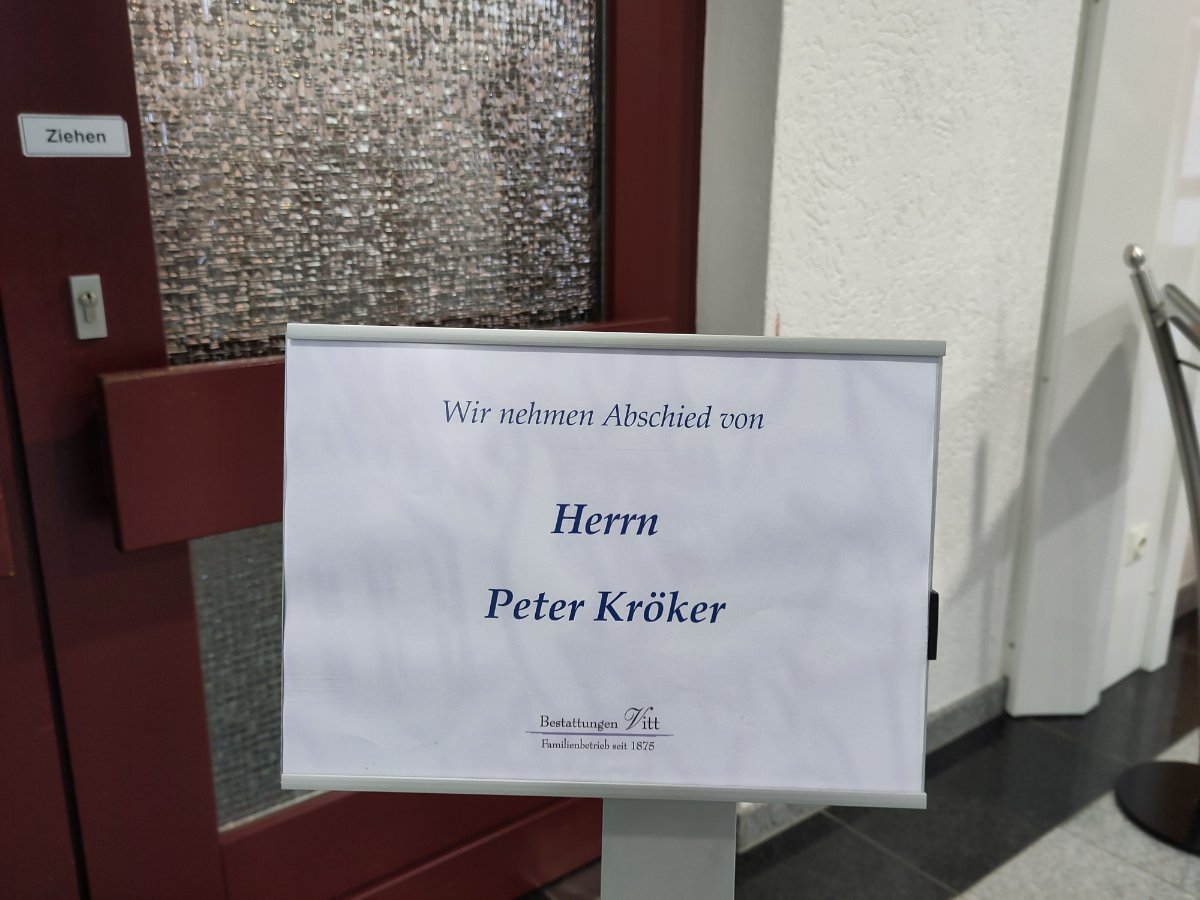 Ziehen
Wir nehmen Abschied von
Herrn
Peter Kröker
Bestattungen Vitt
Familienbetrieb seit 1875